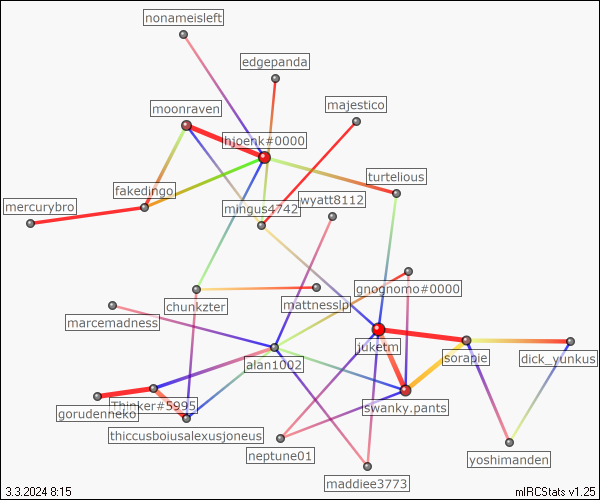 nonameisleft
edgepanda
majestico
moonraven
hjoenk#0000
turtelious
fakedingo
wyatt8112
mercurybro
mingus4742
gnognomo#0000
chunkzter
mattnesslp
marcemadness
juketm
sorapie
dick_yunkus
alan1002
Thinker#5995
gorudenneko
swanky.pants
thiccusboiusalexusjoneus
neptune01
yoshimanden
maddiee3773
3.3.2024 8:15
mIRCStats v1.25